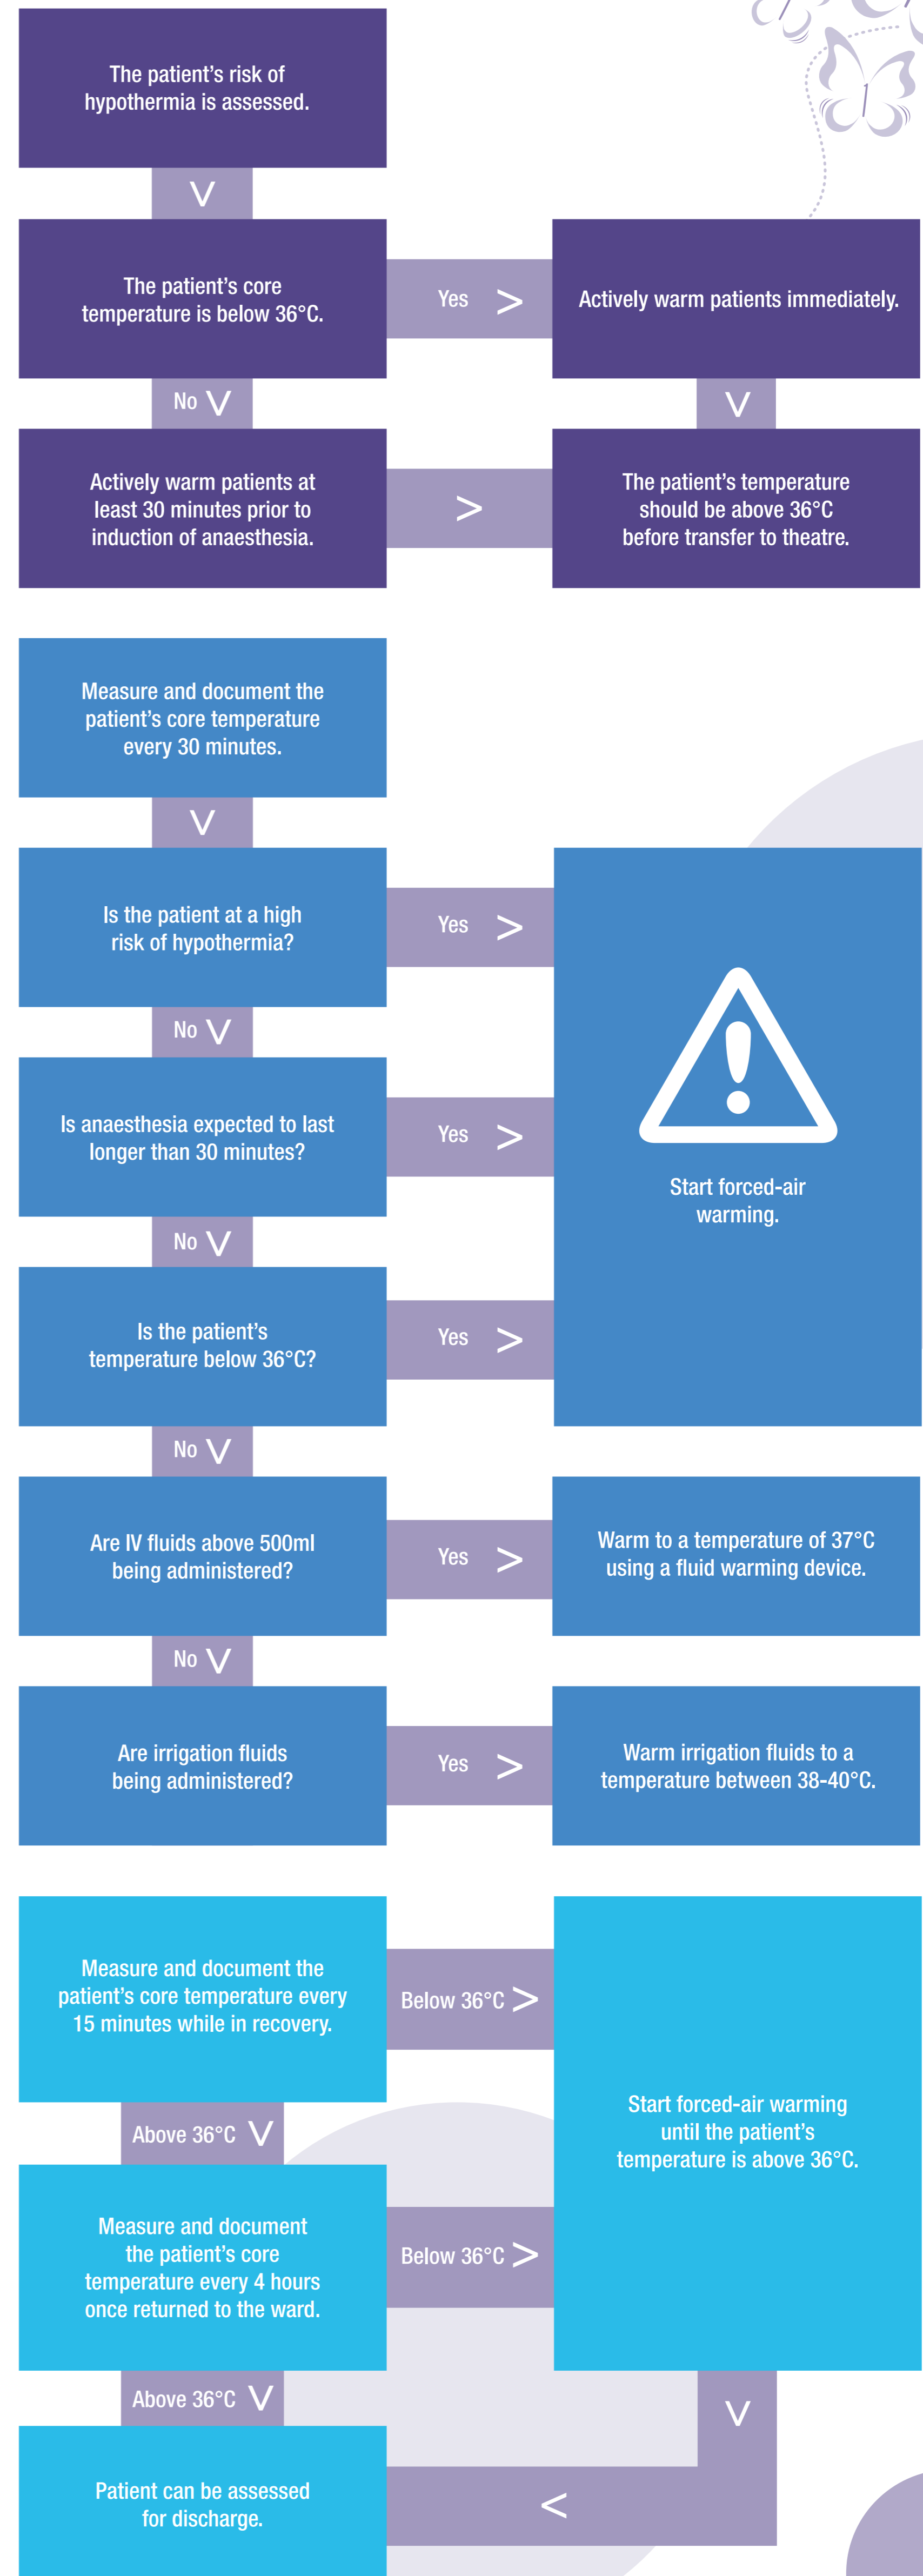 The patient's risk of
hypothermia is assessed.
The patient's core
temperature is below 36°C.
Yes >
Actively warm patients immediately.
No
Actively warm patients at
least 30 minutes prior to
induction of anaesthesia.
>
The patient's temperature
should be above 36°C
before transfer to theatre.
Measure and document the
patient's core temperature
every 30 minutes.
Is the patient at a high
risk of hypothermia?
Yes >
No
Is anaesthesia expected to last
longer than 30 minutes?
Yes >
Start forced-air
warming.
No
Is the patient's
temperature below 36°C?
Yes >
No
Are IV fluids above 500ml
being administered?
Yes >
Warm to a temperature of 37°C
using a fluid warming device.
No
Are irrigation fluids
being administered?
Yes >
Warm irrigation fluids to a
temperature between 38-40°C.
Measure and document the
patient's core temperature every
15 minutes while in recovery.
Below 36°C >
Start forced-air warming
until the patient's
temperature is above 36°C.
Above 36°C
Measure and document
the patient's core
temperature every 4 hours
once returned to the ward.
Below 36°C >
Above 36°C
Patient can be assessed
for discharge.
<